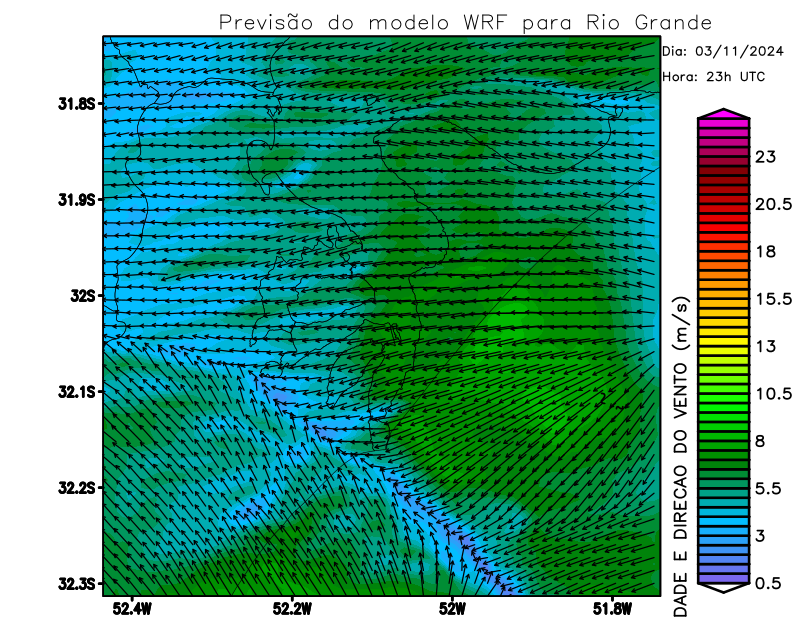 Previsão do modelo WRF para Rio Grande
Dia: 03/11/2024
Hora: 23h UTC
31.8S
31.9S
32S
32.1S
32.2S
32.3S
52.4W
52.2W
52W
51.8W
DADE E DIRECAO DO VENTO (m/s)
23
20.5
18
15.5
13
10.5
8
5.5
3
0.5